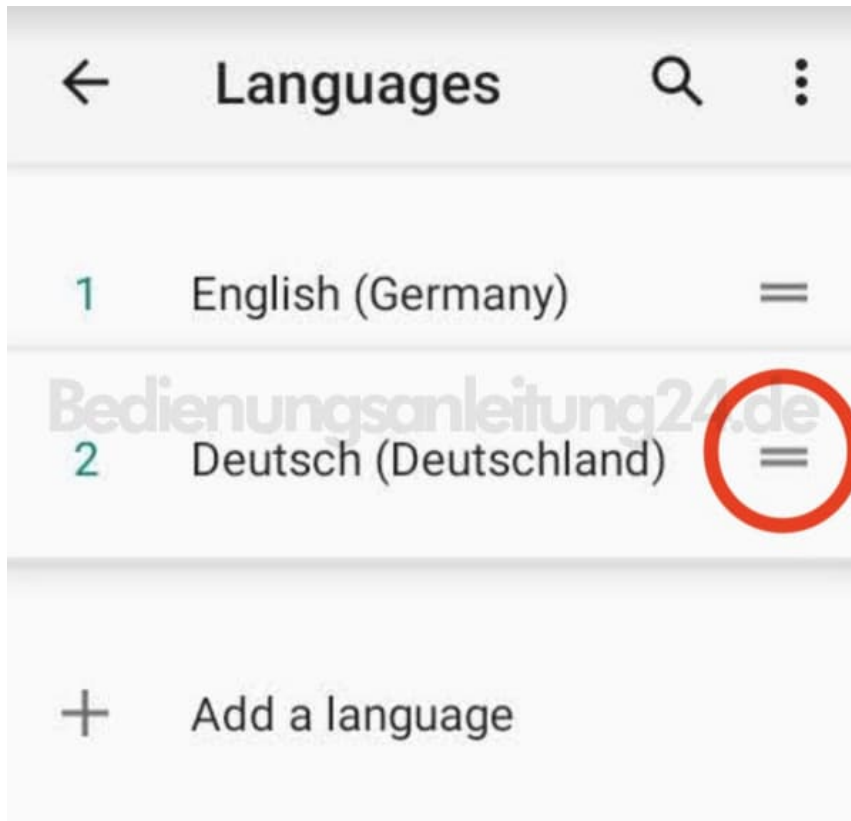 Languages
1 English (Germany)
Bedienungsanleitung24.de
2 Deutsch (Deutschland)
Add a language